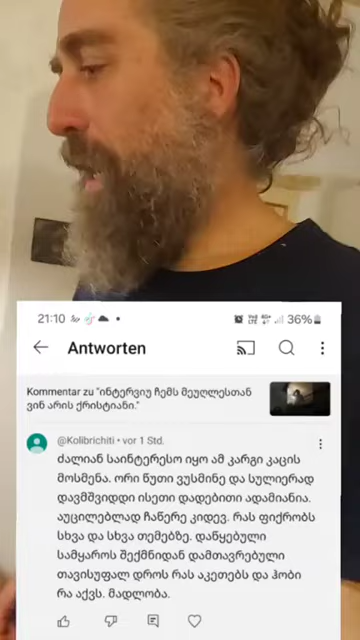 21:10
36%
Antworten
Kommentar zu "ინტერვიუ ჩემს მეუღლესთან
ვინ არის ქრისტიანი."
@Kolibrichiti • vor 1 Std.
ძალიან საინტერესო იყო ამ კარგი კაცის
მოსმენა. ორი წუთი ვუსმინე და სულიერად
დავმშვიდდი ისეთი დადებითი ადამიანია.
აუცილებლად ჩაწერე კიდევ. რას ფიქრობს
სხვა და სხვა თემებზე. დაწყებული
სამყაროს შექმნიდან დამთავრებული
თავისუფალ დროს რას აკეთებს და ჰობი
რა აქვს. მადლობა.